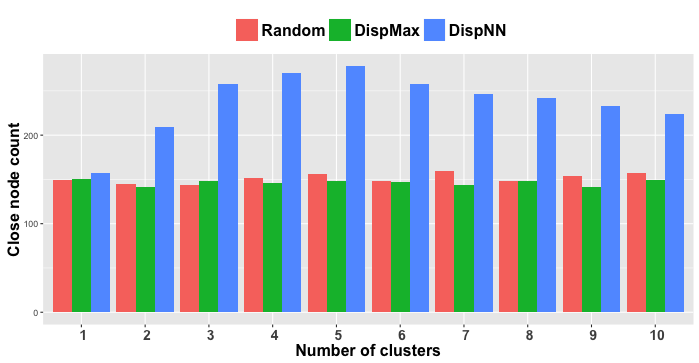 Random DispMax DispNN
Close node count
200
100
0
1 2 3 4 5 6 7 8 9 10
Number of clusters